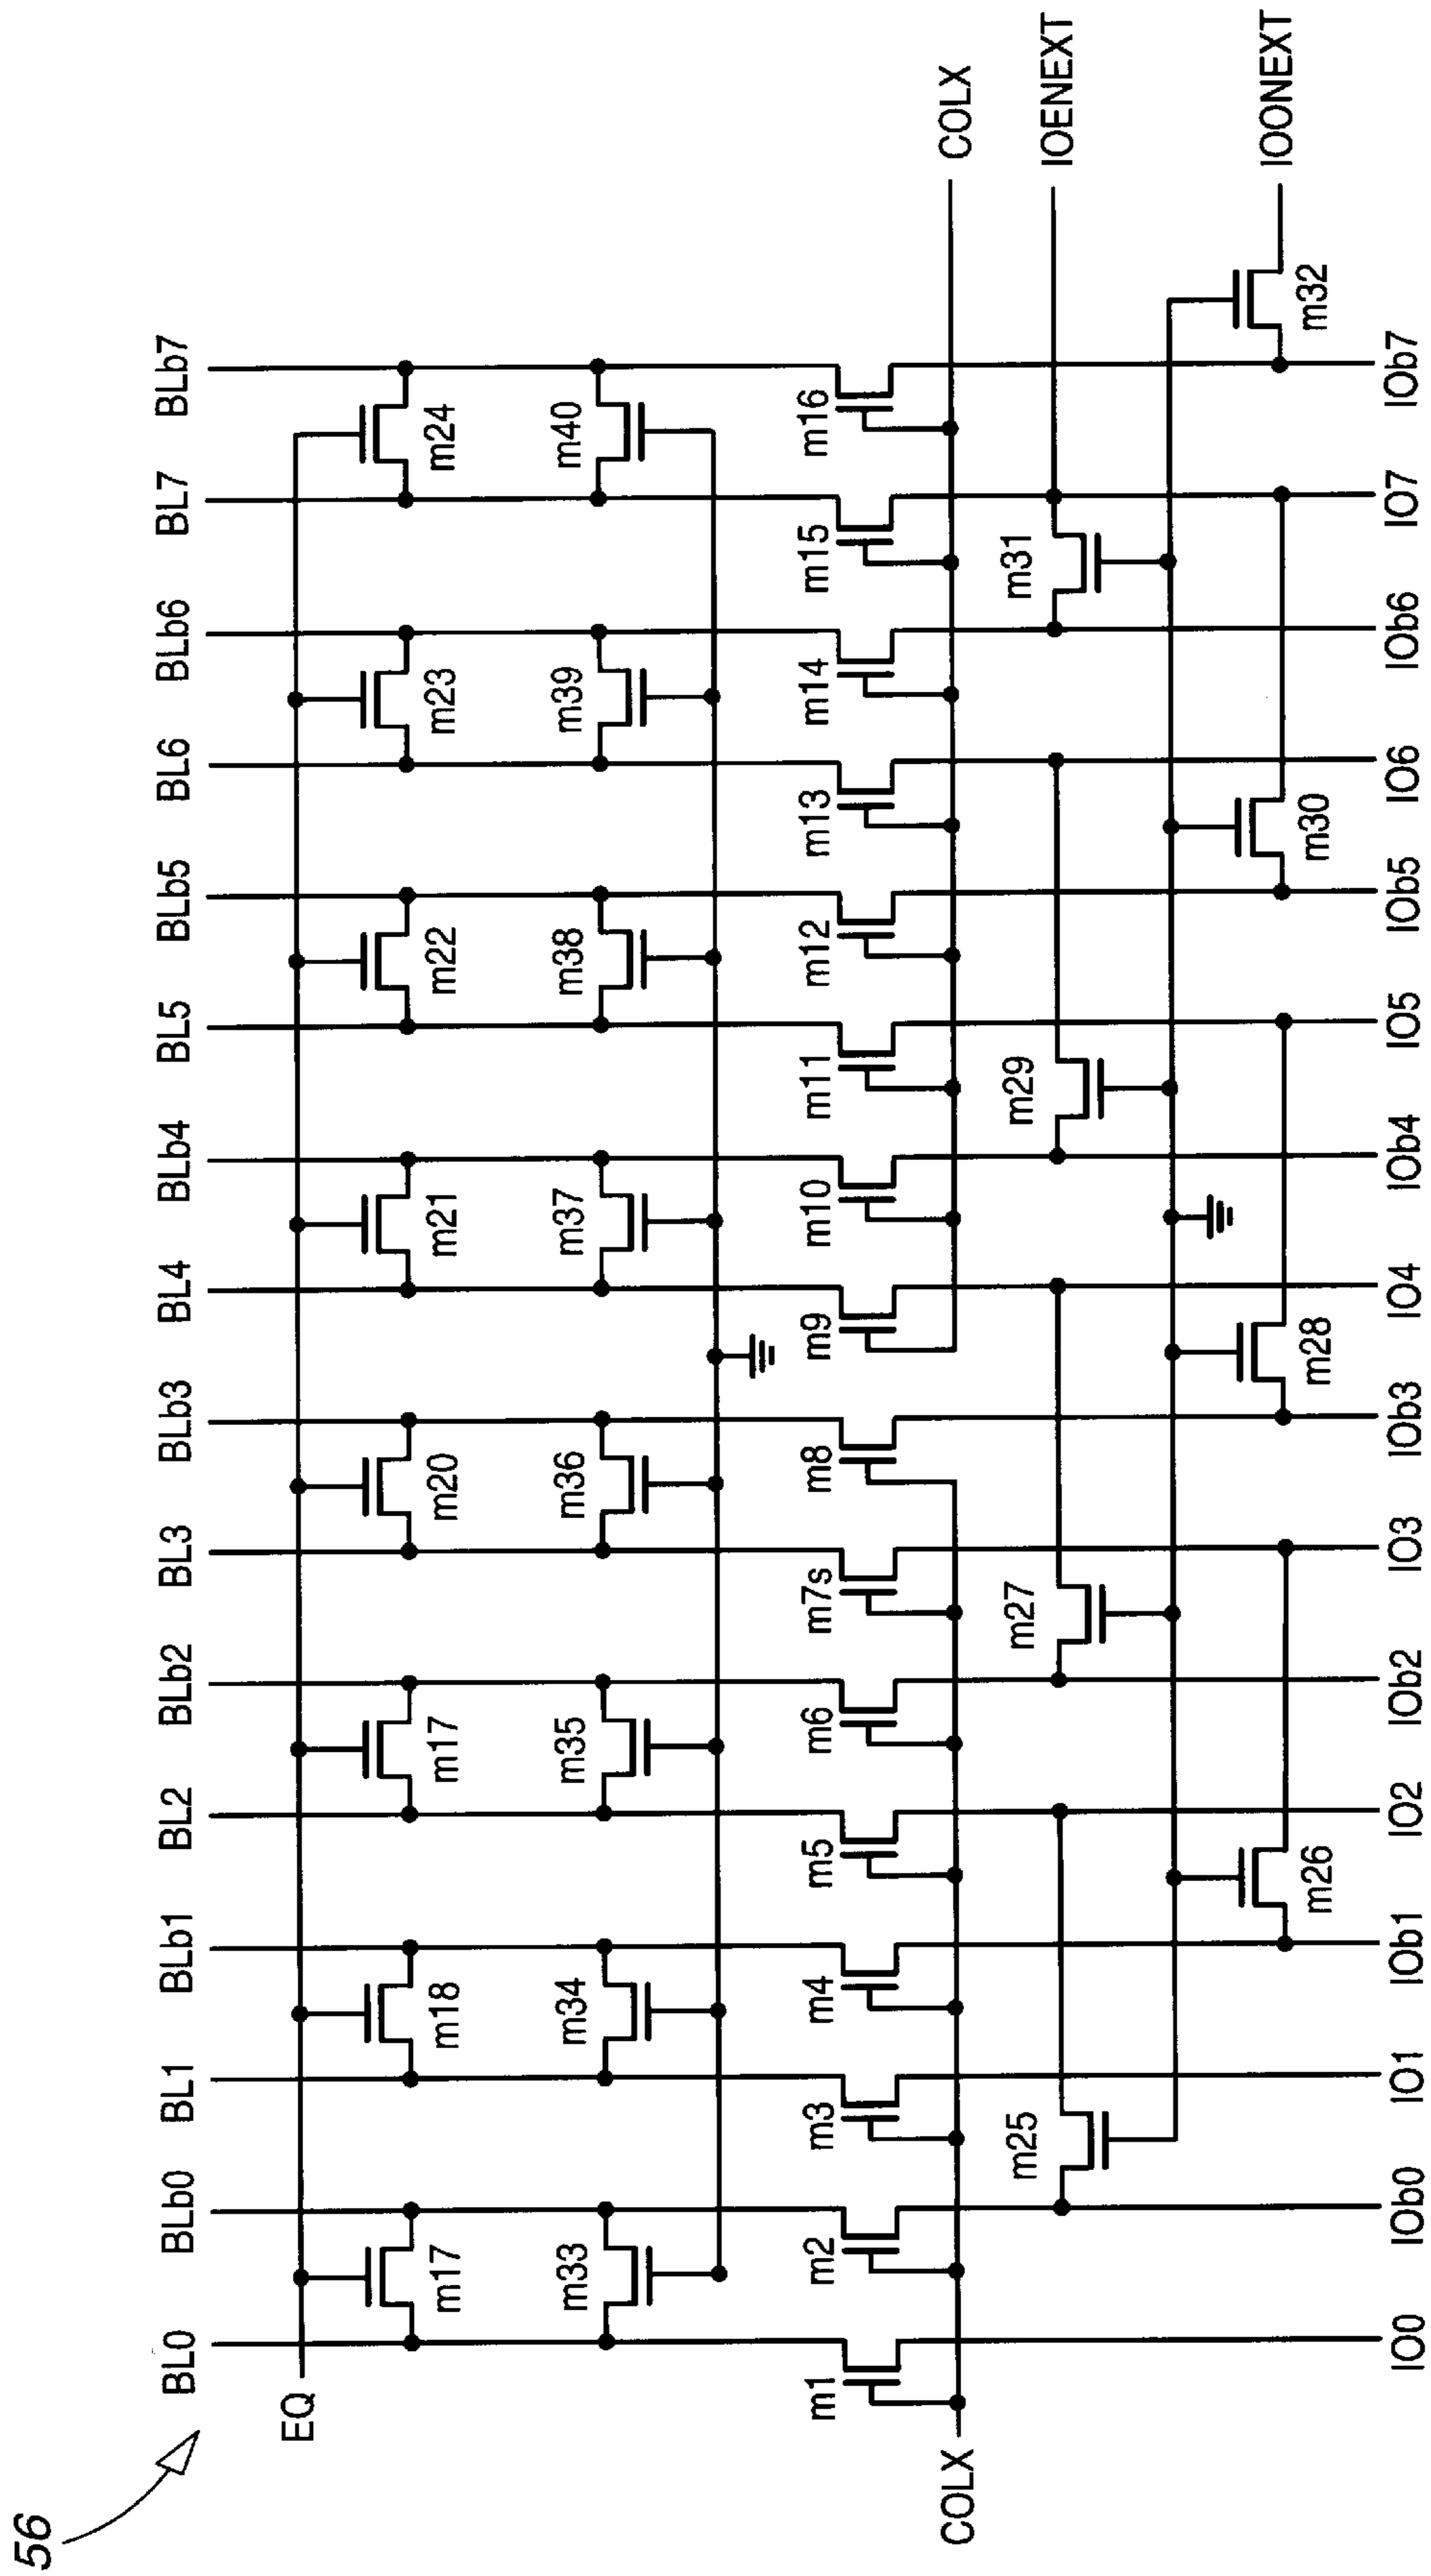 56
BL0 BLb0 BL1 BLb1 BL2 BLb2 BL3 BLb3 BL4 BLb4 BL5 BLb5 BL6 BLb6 BL7 BLb7
EQ
m17 m18 m17 m20 m21 m22 m23 m24
m33 m34 m35 m36 m37 m38 m39 m40
m1 m2 m3 m4 m5 m6 m7s m8 m9 m10 m11 m12 m13 m14 m15 m16
COLX COLX
m25 m27 m29 m31 IOENEXT
m26 m28 m30 m32 IOONEXT
IO0 IOb0 IO1 IOb1 IO2 IOb2 IO3 IOb3 IO4 IOb4 IO5 IOb5 IO6 IOb6 IO7 IOb7